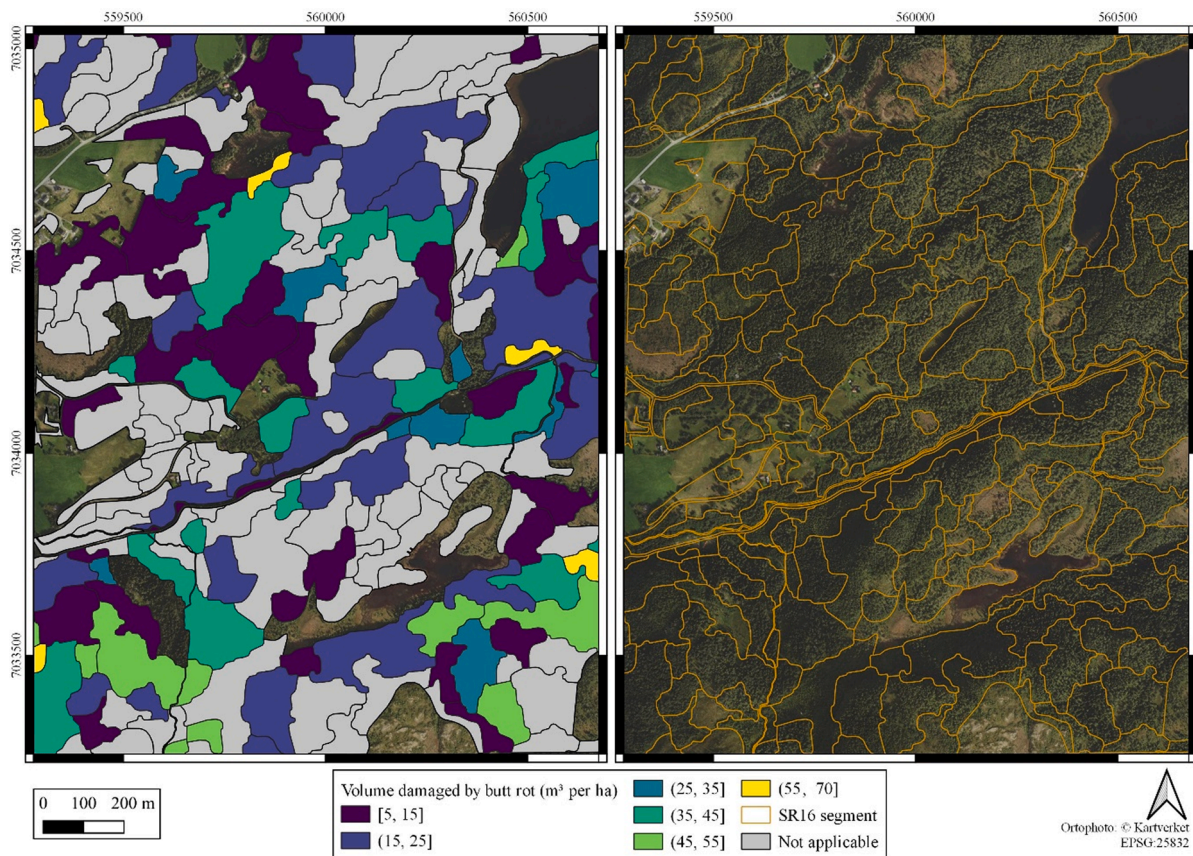 559500 560000 560500 559500 560000 560500
7035000
7034500
7034000
7033500
0 100 200 m
Volume damaged by butt rot (m³ per ha)
[5, 15]
(15, 25]
(25, 35]
(35, 45]
(45, 55]
(55, 70]
SR16 segment
Not applicable
Ortophoto: © Kartverket
EPSG:25832